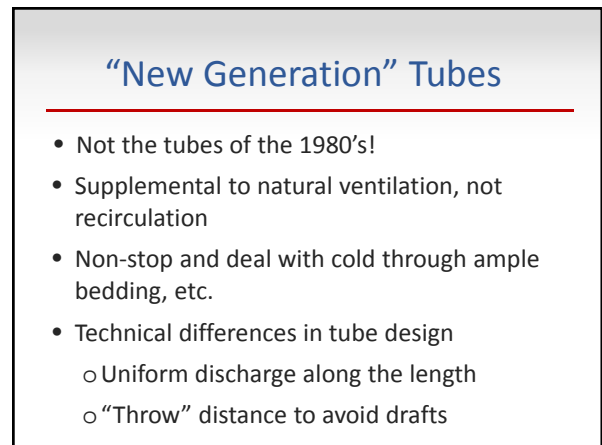 “New Generation” Tubes
• Not the tubes of the 1980’s!
• Supplemental to natural ventilation, not
recirculation
• Non-stop and deal with cold through ample
bedding, etc.
• Technical differences in tube design
o Uniform discharge along the length
o “Throw” distance to avoid drafts